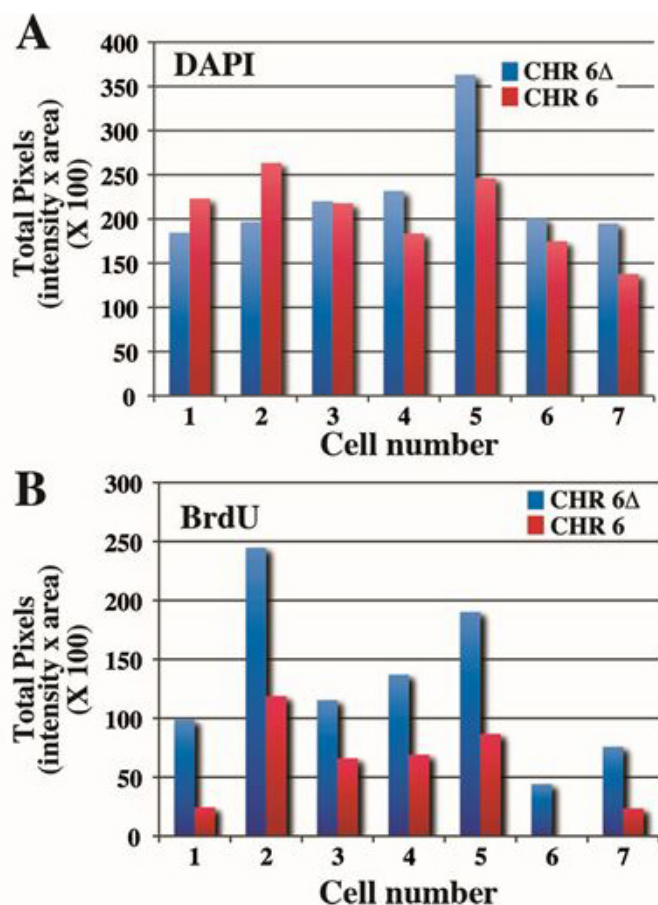 A
DAPI
CHR 6Δ
CHR 6
Total Pixels
(intensity x area)
(X 100)
400
350
300
250
200
150
100
50
0
1 2 3 4 5 6 7
Cell number
B
BrdU
CHR 6Δ
CHR 6
Total Pixels
(intensity x area)
(X 100)
300
250
200
150
100
50
0
1 2 3 4 5 6 7
Cell number